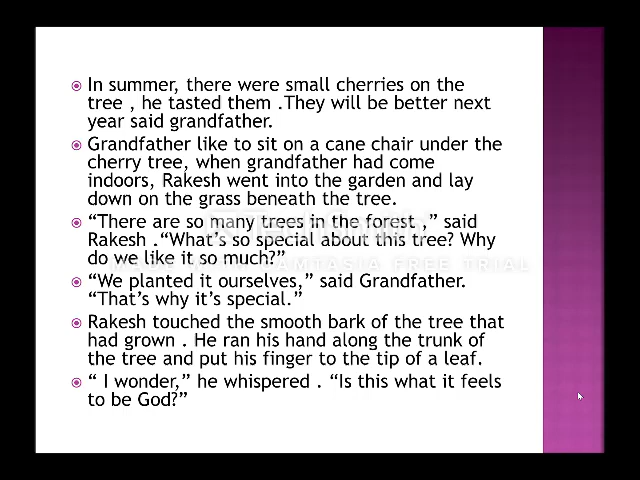 In summer, there were small cherries on the
tree , he tasted them .They will be better next
year said grandfather.
Grandfather like to sit on a cane chair under the
cherry tree, when grandfather had come
indoors, Rakesh went into the garden and lay
down on the grass beneath the tree.
“There are so many trees in the forest ,” said
Rakesh .“What’s so special about this tree? Why
do we like it so much?”
MADE WITH CAMTASIA FREE TRIAL
“We planted it ourselves,” said Grandfather.
“That’s why it’s special.”
Rakesh touched the smooth bark of the tree that
had grown . He ran his hand along the trunk of
the tree and put his finger to the tip of a leaf.
“ I wonder,” he whispered . “Is this what it feels
to be God?”